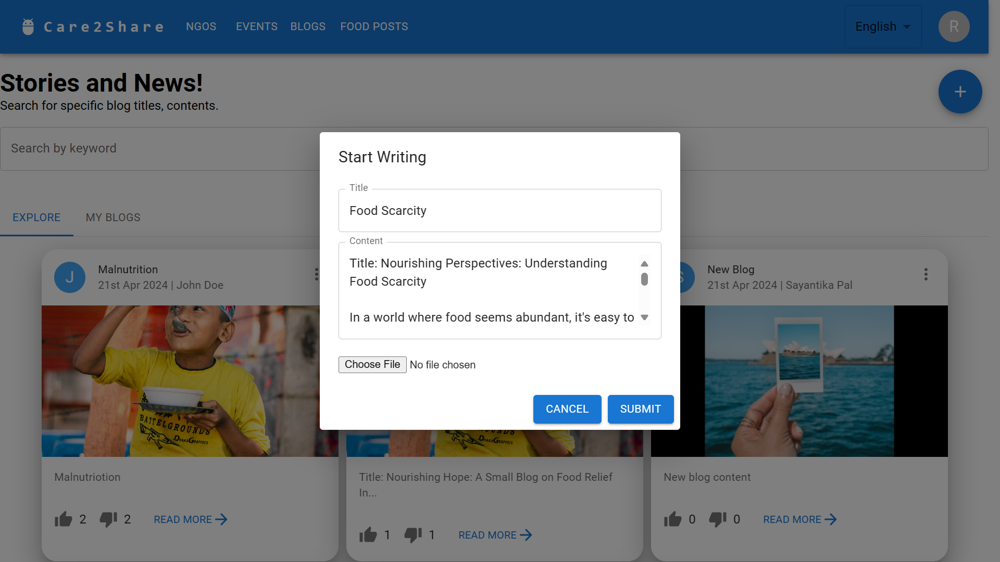 Care2Share NGOS EVENTS BLOGS FOOD POSTS English R
Stories and News!
Search for specific blog titles, contents.
+
Search by keyword
EXPLORE MY BLOGS
Start Writing
Title
Food Scarcity
Content
Title: Nourishing Perspectives: Understanding
Food Scarcity
In a world where food seems abundant, it's easy to
Choose File No file chosen
CANCEL SUBMIT
J
Malnutrition
21st Apr 2024 | John Doe
BATTELGROUNDS
DHAKAGRAPHICS
Malnutriotion
2 2 READ MORE
DHAKAGRAPHICS
Title: Nourishing Hope: A Small Blog on Food Relief
In...
1 1 READ MORE
S
New Blog
21st Apr 2024 | Sayantika Pal
New blog content
0 0 READ MORE